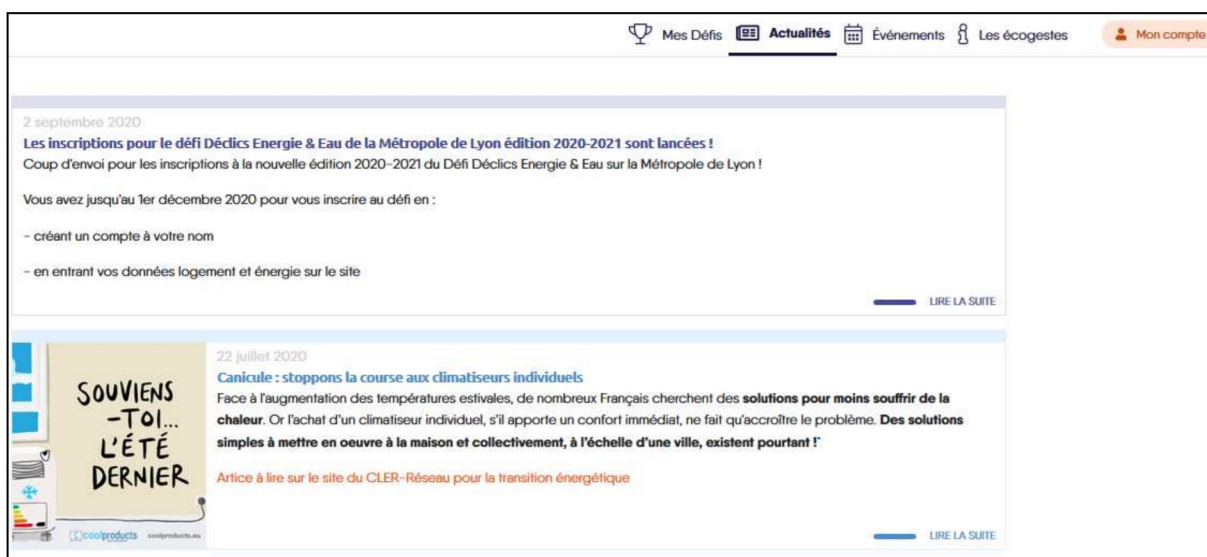 Mes Défis Actualités Événements Les écogestes Mon compte
2 septembre 2020
Les inscriptions pour le défi Déclics Energie & Eau de la Métropole de Lyon édition 2020-2021 sont lancées !
Coup d'envoi pour les inscriptions à la nouvelle édition 2020-2021 du Défi Déclics Energie & Eau sur la Métropole de Lyon !
Vous avez jusqu'au 1er décembre 2020 pour vous inscrire au défi en :
- créant un compte à votre nom
- en entrant vos données logement et énergie sur le site
LIRE LA SUITE
SOUVIENS
-TOI...
L'ÉTÉ
DERNIER
coolproducts coolproducts.eu
22 juillet 2020
Canicule : stoppons la course aux climatiseurs individuels
Face à l'augmentation des températures estivales, de nombreux Français cherchent des solutions pour moins souffrir de la
chaleur. Or l'achat d'un climatiseur individuel, s'il apporte un confort immédiat, ne fait qu'accroître le problème. Des solutions
simples à mettre en oeuvre à la maison et collectivement, à l'échelle d'une ville, existent pourtant !"
Artice à lire sur le site du CLER-Réseau pour la transition énergétique
LIRE LA SUITE